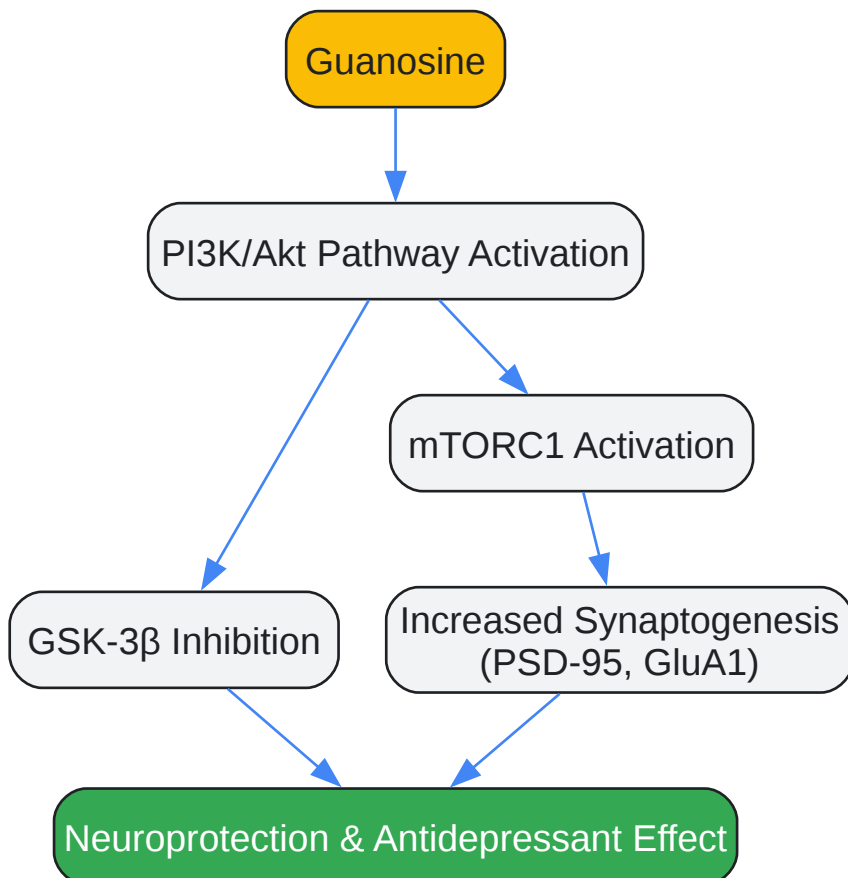 Guanosine
PI3K/Akt Pathway Activation
mTORC1 Activation
GSK-3β Inhibition
Increased Synaptogenesis
(PSD-95, GluA1)
Neuroprotection & Antidepressant Effect